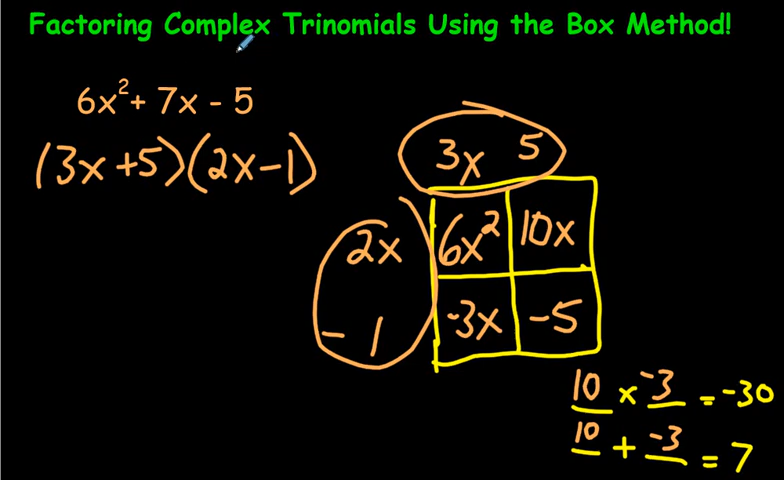 Factoring Complex Trinomials Using the Box Method!
6x² + 7x - 5
(3x +5)(2x -1)
3x 5
2x 6x² 10x
- 1 -3x -5
10 x -3 = -30
10 + -3 = 7